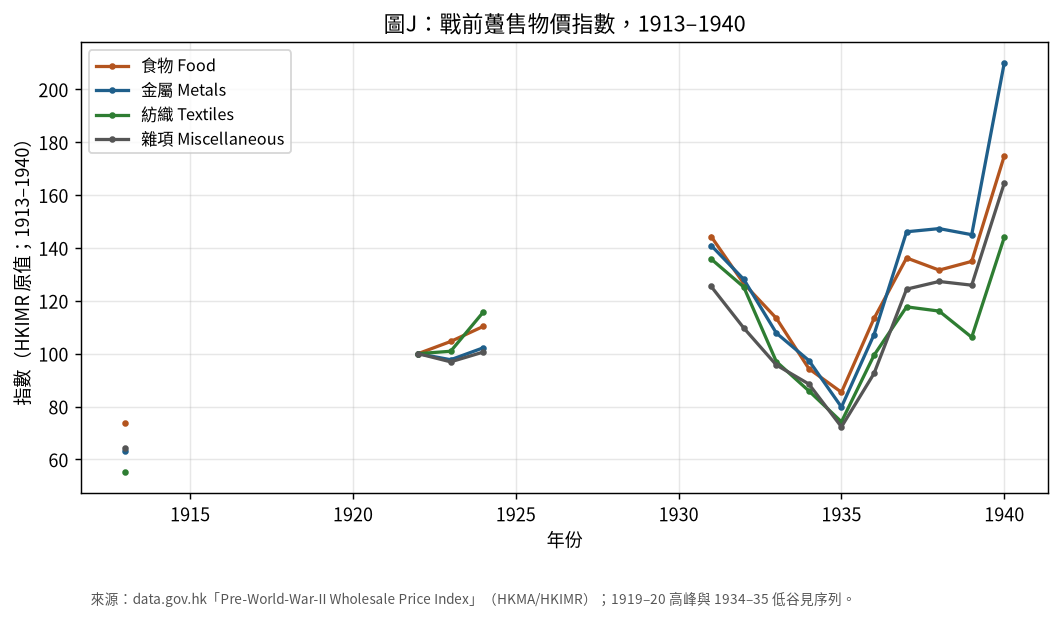 圖J：戰前躉售物價指數，1913–1940
食物 Food
金屬 Metals
紡織 Textiles
雜項 Miscellaneous
指數（HKIMR 原值；1913–1940）
200
180
160
140
120
100
80
60
1915 1920 1925 1930 1935 1940
年份
來源：data.gov.hk「Pre-World-War-II Wholesale Price Index」（HKMA/HKIMR）；1919–20 高峰與 1934–35 低谷見序列。